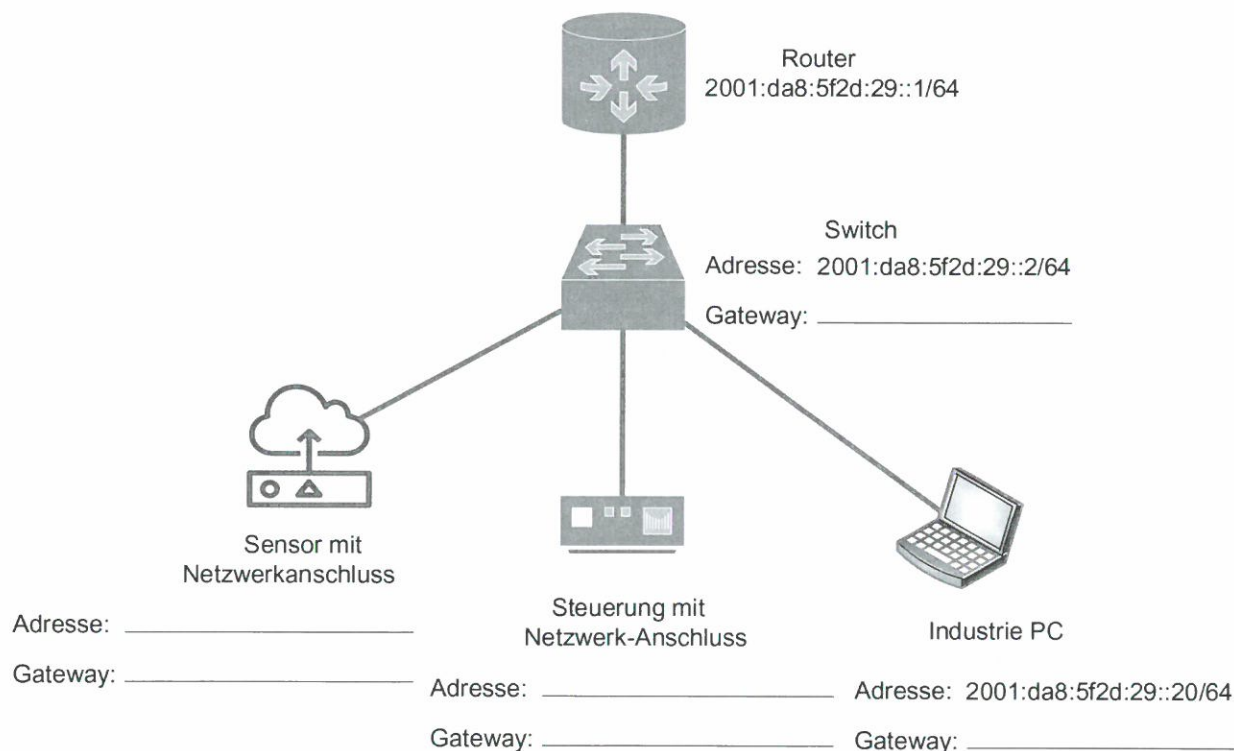 Router
2001:da8:5f2d:29::1/64
Switch
Adresse: 2001:da8:5f2d:29::2/64
Gateway:
Sensor mit
Netzwerkanschluss
Adresse:
Gateway:
Steuerung mit
Netzwerk-Anschluss
Adresse:
Gateway:
Industrie PC
Adresse: 2001:da8:5f2d:29::20/64
Gateway: